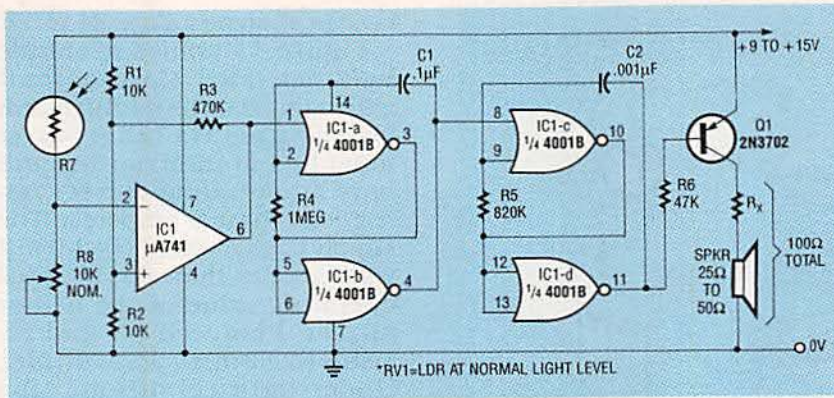 R1
10K
R3
470K
R7
2
3
−
+
7
4
6
IC1
µA741
R8
10K
NOM.
R2
10K
C1
.1µF
1
2
14
IC1-a
¼ 4001B
3
R4
1MEG
5
6
IC1-b
¼ 4001B
4
7
C2
.001µF
8
9
IC1-c
¼ 4001B
10
R5
820K
12
13
IC1-d
¼ 4001B
11
+9 TO +15V
Q1
2N3702
R6
47K
Rx
SPKR
25Ω
TO
50Ω
100Ω
TOTAL
0V
*RV1=LDR AT NORMAL LIGHT LEVEL